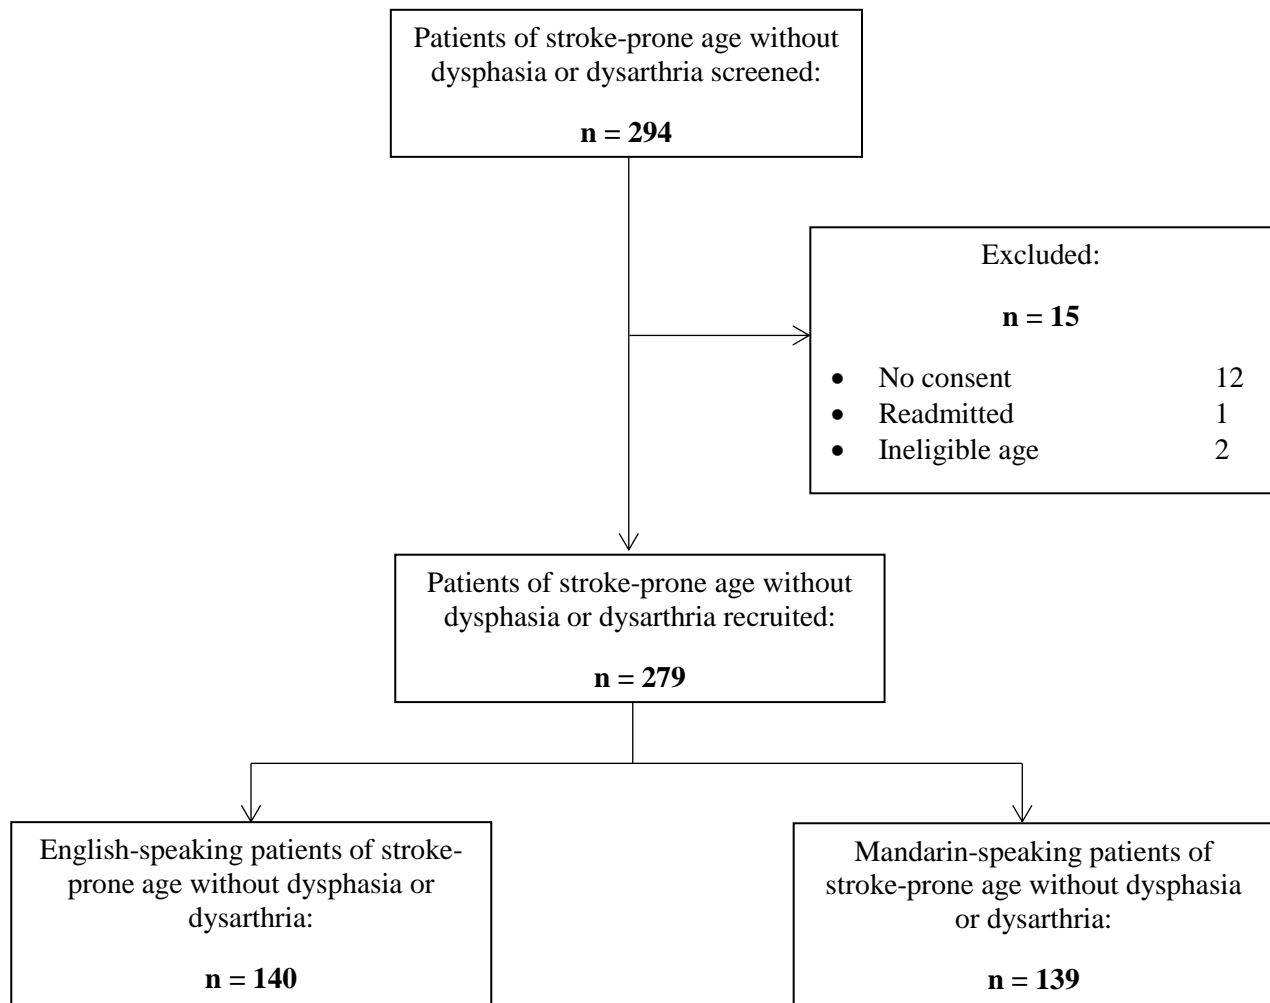 Patients of stroke-prone age without
dysphasia or dysarthria screened:
n = 294
Excluded:
n = 15
• No consent 12
• Readmitted 1
• Ineligible age 2
Patients of stroke-prone age without
dysphasia or dysarthria recruited:
n = 279
English-speaking patients of stroke-
prone age without dysphasia or
dysarthria:
n = 140
Mandarin-speaking patients of
stroke-prone age without dysphasia
or dysarthria:
n = 139